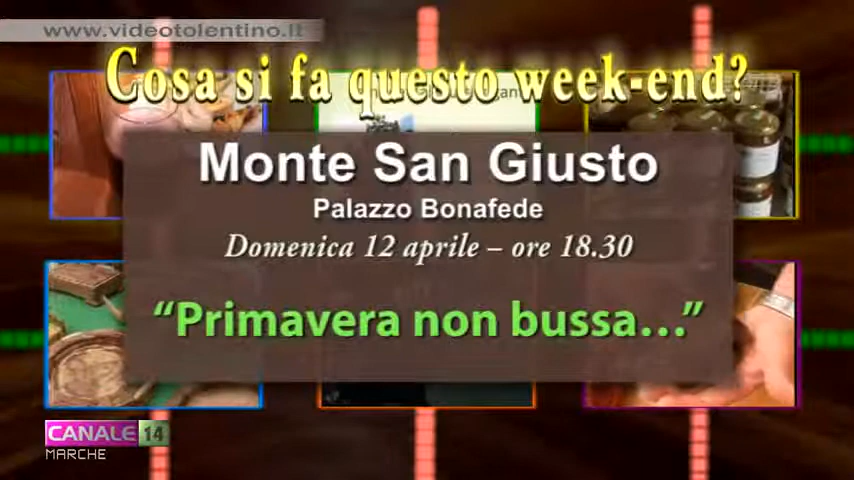 www.videotolentino.it
Cosa si fa questo week-end?
Monte San Giusto
Palazzo Bonafede
Domenica 12 aprile – ore 18.30
“Primavera non bussa...”
CANALE 14
MARCHE